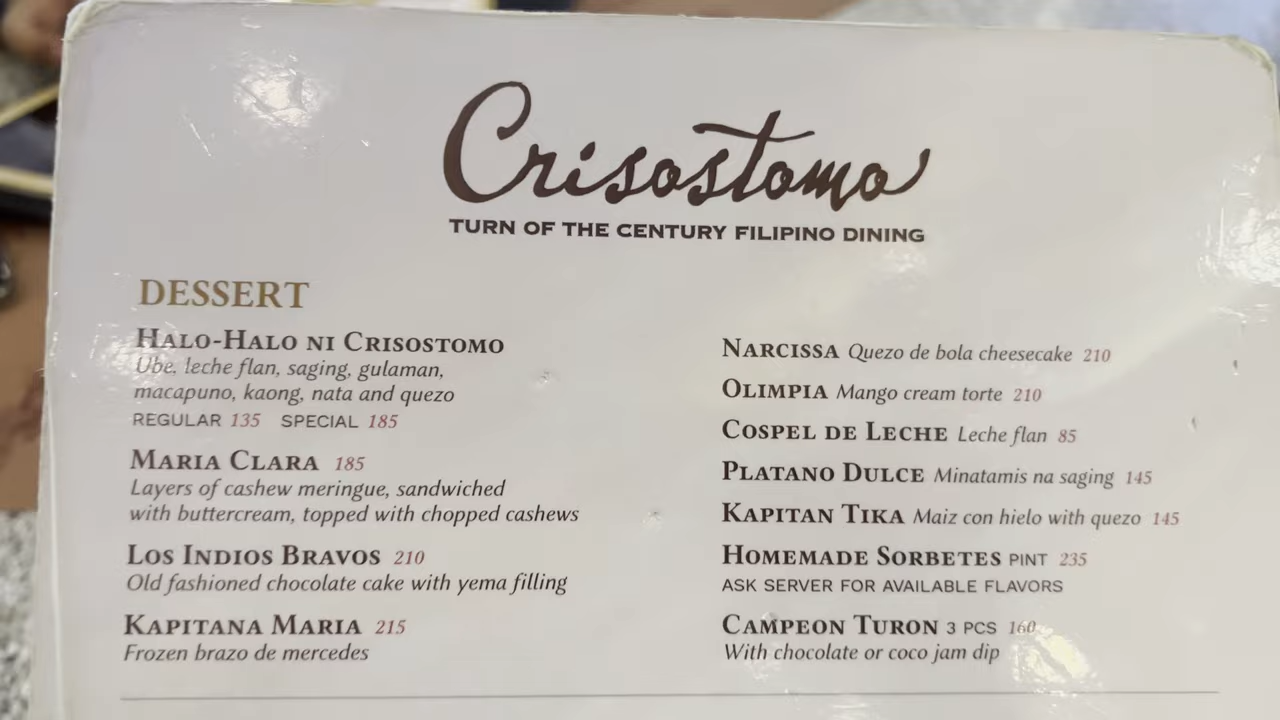 Crisostomo
TURN OF THE CENTURY FILIPINO DINING
DESSERT
HALO-HALO NI CRISOSTOMO
Ube, leche flan, saging, gulaman,
macapuno, kaong, nata and quezo
REGULAR 135 SPECIAL 185
MARIA CLARA 185
Layers of cashew meringue, sandwiched
with buttercream, topped with chopped cashews
LOS INDIOS BRAVOS 210
Old fashioned chocolate cake with yema filling
KAPITANA MARIA 215
Frozen brazo de mercedes
NARCISSA Quezo de bola cheesecake 210
OLIMPIA Mango cream torte 210
COSPEL DE LECHE Leche flan 85
PLATANO DULCE Minatamis na saging 145
KAPITAN TIKA Maiz con hielo with quezo 145
HOMEMADE SORBETES PINT 235
ASK SERVER FOR AVAILABLE FLAVORS
CAMPEON TURON 3 PCS 160
With chocolate or coco jam dip